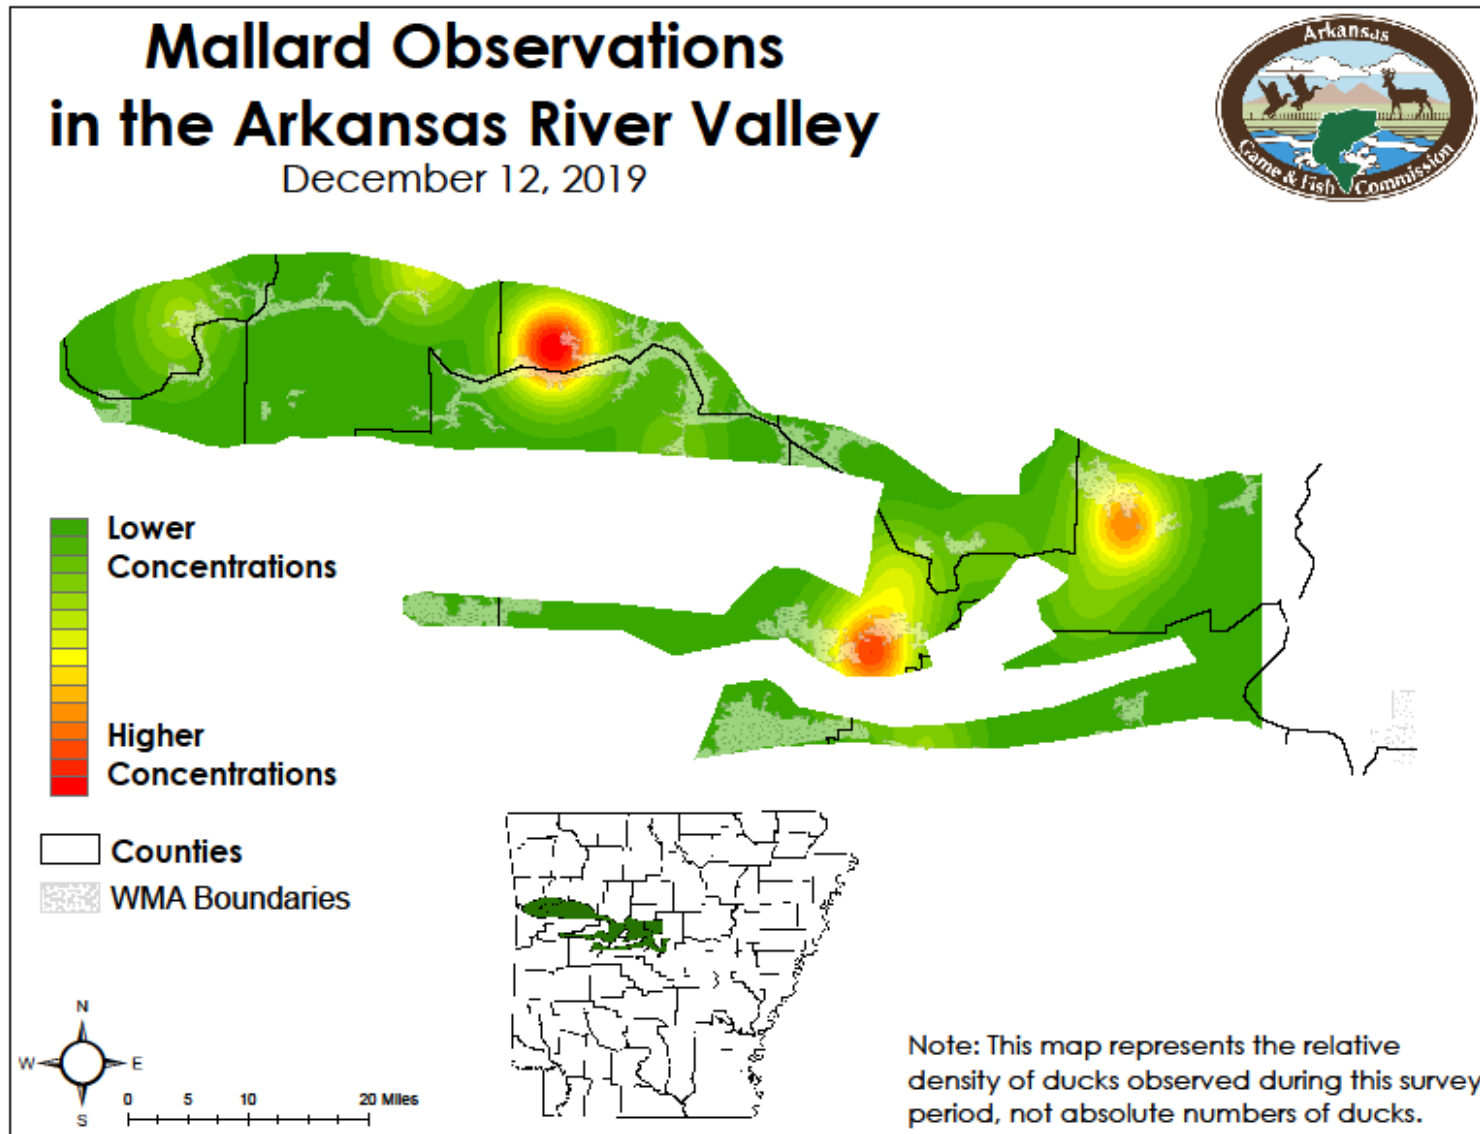 Mallard Observations
in the Arkansas River Valley
December 12, 2019
Arkansas
Game & Fish Commission
Lower
Concentrations
Higher
Concentrations
Counties
WMA Boundaries
N
W E
S
0 5 10 20 Miles
Note: This map represents the relative
density of ducks observed during this survey
period, not absolute numbers of ducks.